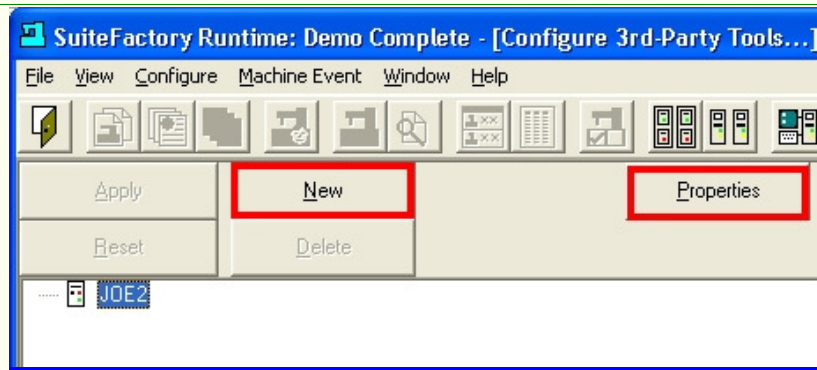 SuiteFactory Runtime: Demo Complete - [Configure 3rd-Party Tools...]
File View Configure Machine Event Window Help
Apply New Properties
Reset Delete
JOE2